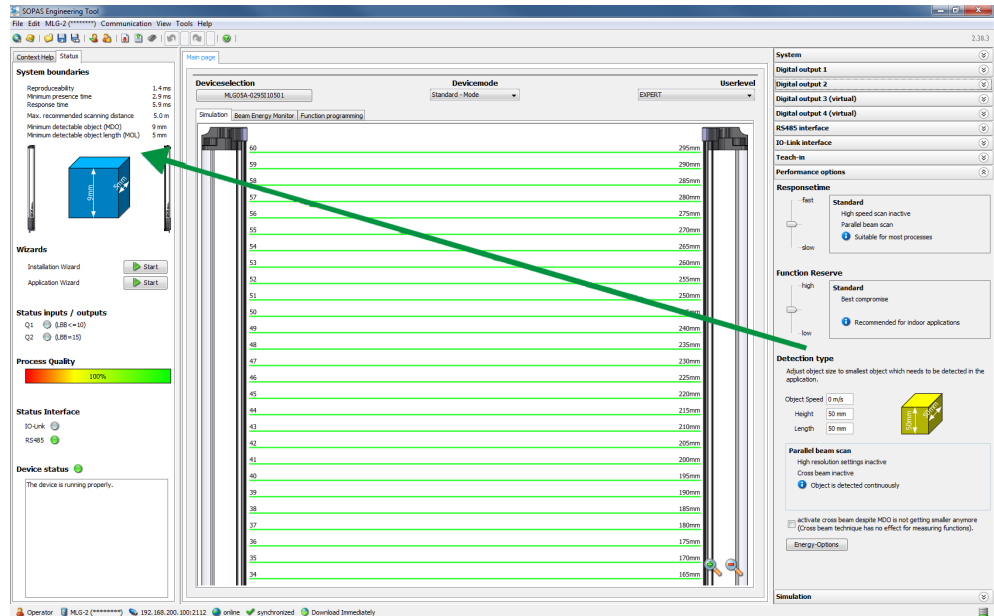 SOPAS Engineering Tool
File Edit MLG-2 (********) Communication View Tools Help
2.38.3
Context Help Status
System boundaries
Reproduceability 1.4 ms
Minimum presence time 2.9 ms
Response time 5.9 ms
Max. recommended scanning distance 5.0 m
Minimum detectable object (MDO) 9 mm
Minimum detectable object length (MOL) 5 mm
9mm
5mm
Wizards
Installation Wizard Start
Application Wizard Start
Status inputs / outputs
Q1 (LBB<=10)
Q2 (LBB=15)
Process Quality
100%
Status Interface
IO-Link
RS485
Device status
The device is running properly.
Main page
Deviceselection Devicemode Userlevel
MLG05A-0295I10501 Standard - Mode EXPERT
Simulation Beam Energy Monitor Function programming
60 295mm
59 290mm
58 285mm
57 280mm
56 275mm
55 270mm
54 265mm
53 260mm
52 255mm
51 250mm
50
49 240mm
48 235mm
47 230mm
46 225mm
45 220mm
44 215mm
43 210mm
42 205mm
41 200mm
40 195mm
39 190mm
38 185mm
37 180mm
36 175mm
35 170mm
34 165mm
System
Digital output 1
Digital output 2
Digital output 3 (virtual)
Digital output 4 (virtual)
RS485 interface
IO-Link interface
Teach-in
Performance options
Responsetime
fast
slow
Standard
High speed scan inactive
Parallel beam scan
Suitable for most processes
Function Reserve
high
low
Standard
Best compromise
Recommended for indoor applications
Detection type
Adjust object size to smallest object which needs to be detected in the
application.
Object Speed 0 m/s
Height 50 mm
Length 50 mm
50mm
50mm
Parallel beam scan
High resolution settings inactive
Cross beam inactive
Object is detected continuously
activate cross beam despite MDO is not getting smaller anymore
(Cross beam technique has no effect for measuring functions).
Energy-Options
Simulation
Operator MLG-2 (********) 192.168.200.100:2112 online synchronized Download Immediately